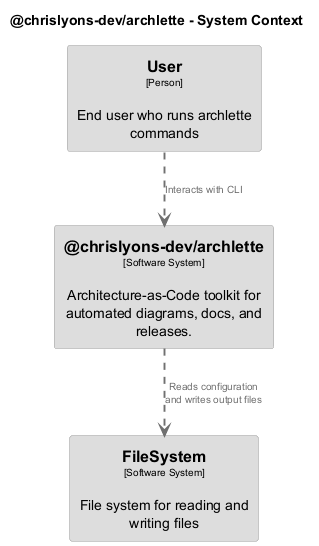 @chrislyons-dev/archlette - System Context
User
[Person]
End user who runs archlette
commands
Interacts with CLI
@chrislyons-dev/archlette
[Software System]
Architecture-as-Code toolkit for
automated diagrams, docs, and
releases.
Reads configuration
and writes output files
FileSystem
[Software System]
File system for reading and
writing files